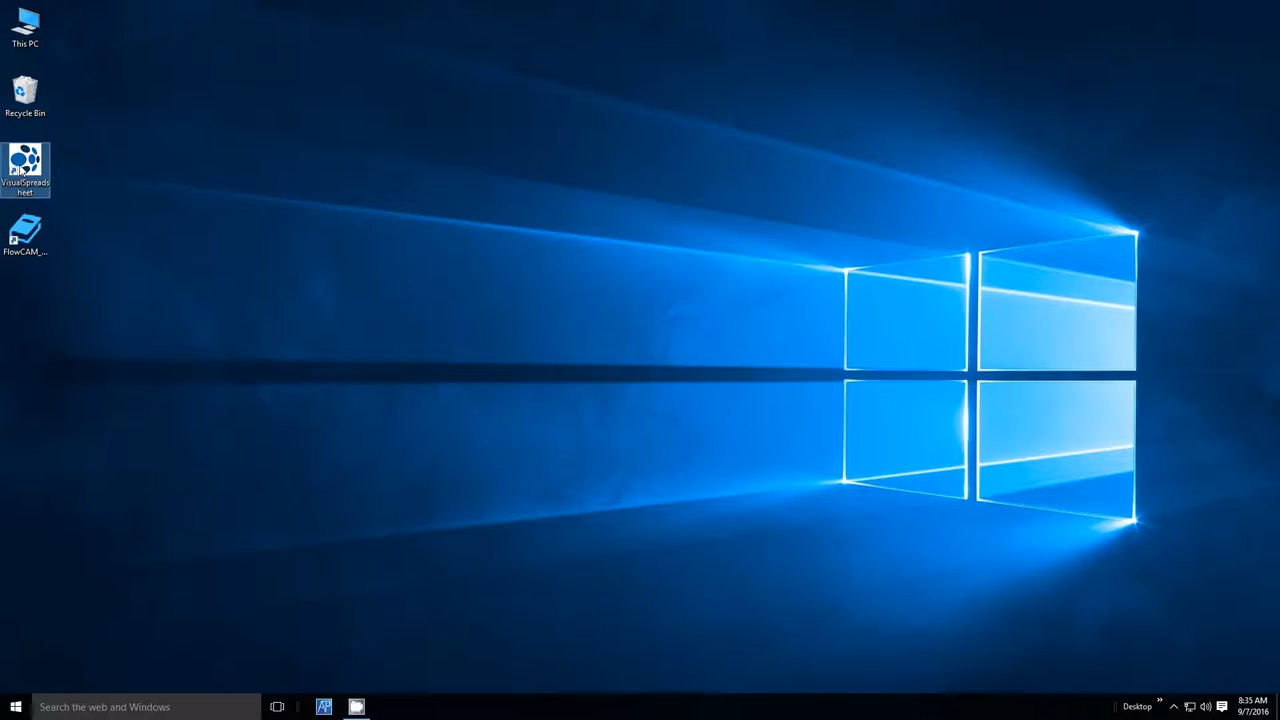 This PC
Recycle Bin
VisualSpreads
heet
FlowCAM_...
Search the web and Windows
AP
Desktop
8:35 AM
9/7/2016